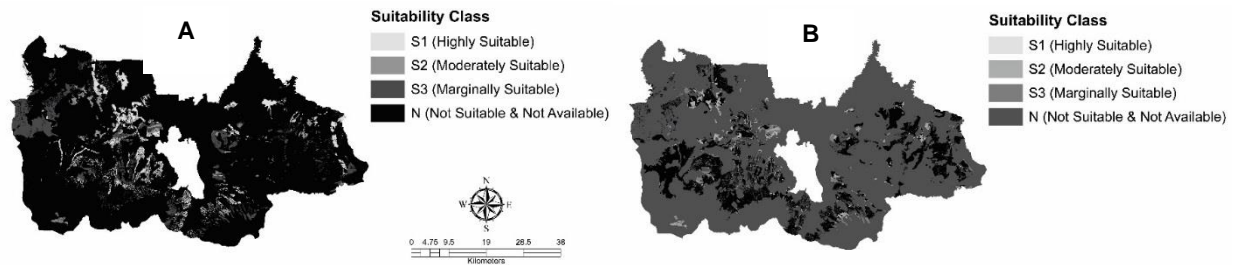 A
Suitability Class
S1 (Highly Suitable)
S2 (Moderately Suitable)
S3 (Marginally Suitable)
N (Not Suitable & Not Available)
N
W E
S
0 4.75 9.5 19 28.5 38
Kilometers
B
Suitability Class
S1 (Highly Suitable)
S2 (Moderately Suitable)
S3 (Marginally Suitable)
N (Not Suitable & Not Available)